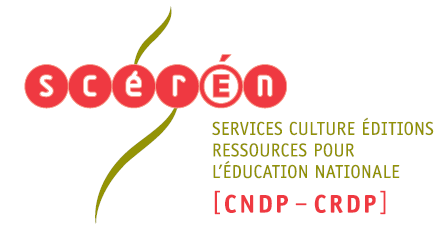 scérÉn
SERVICES CULTURE ÉDITIONS
RESSOURCES POUR
L'ÉDUCATION NATIONALE
[CNDP – CRDP]